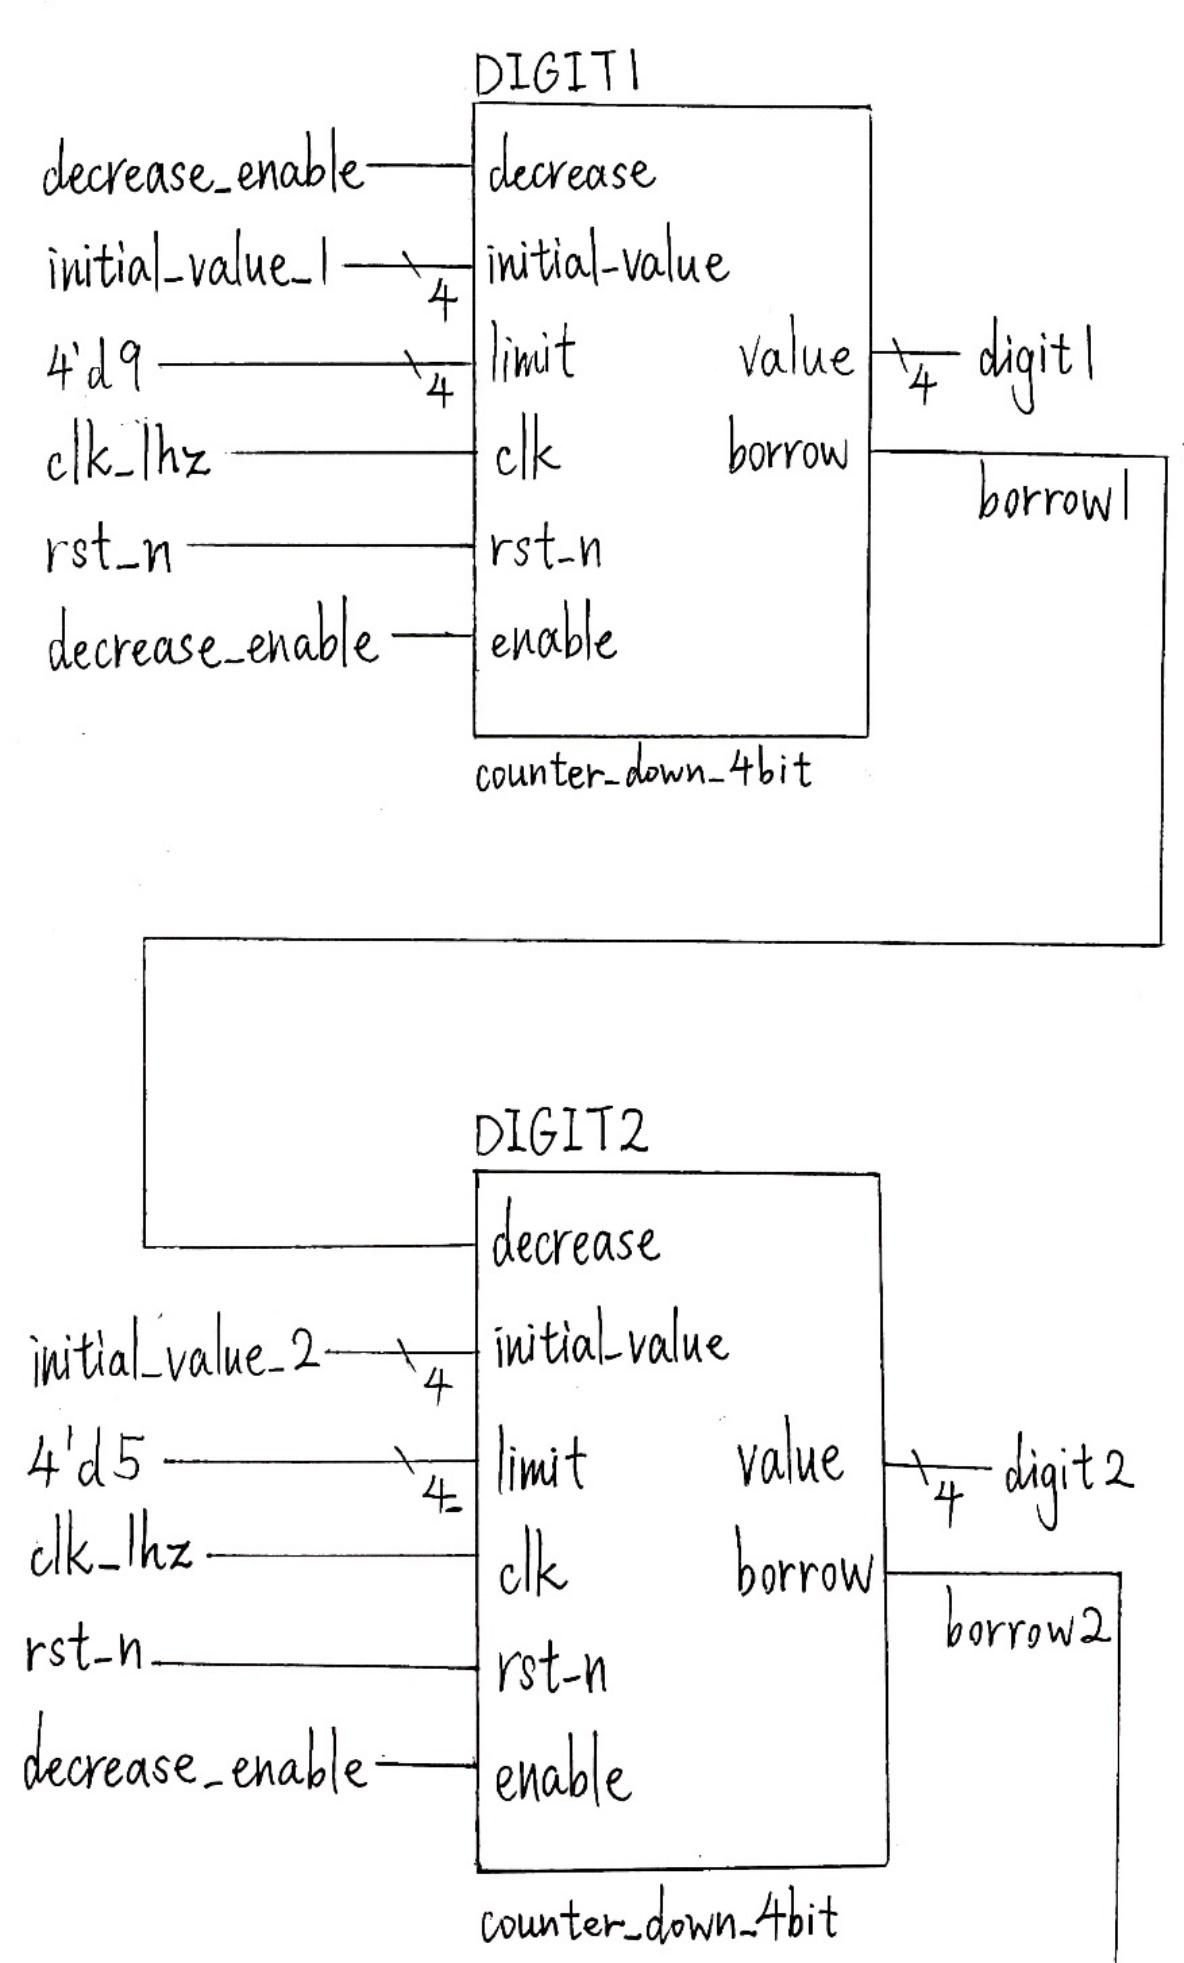 DIGIT1
decrease_enable decrease
initial_value_1 4 initial-value
4'd9 4 limit value 4 digit1
clk_1hz clk borrow borrow1
rst_n rst_n
decrease_enable enable
counter_down_4bit
DIGIT2
decrease
initial_value_2 4 initial_value
4'd5 4 limit value 4 digit2
clk_1hz clk borrow borrow2
rst_n rst_n
decrease_enable enable
counter_down_4bit